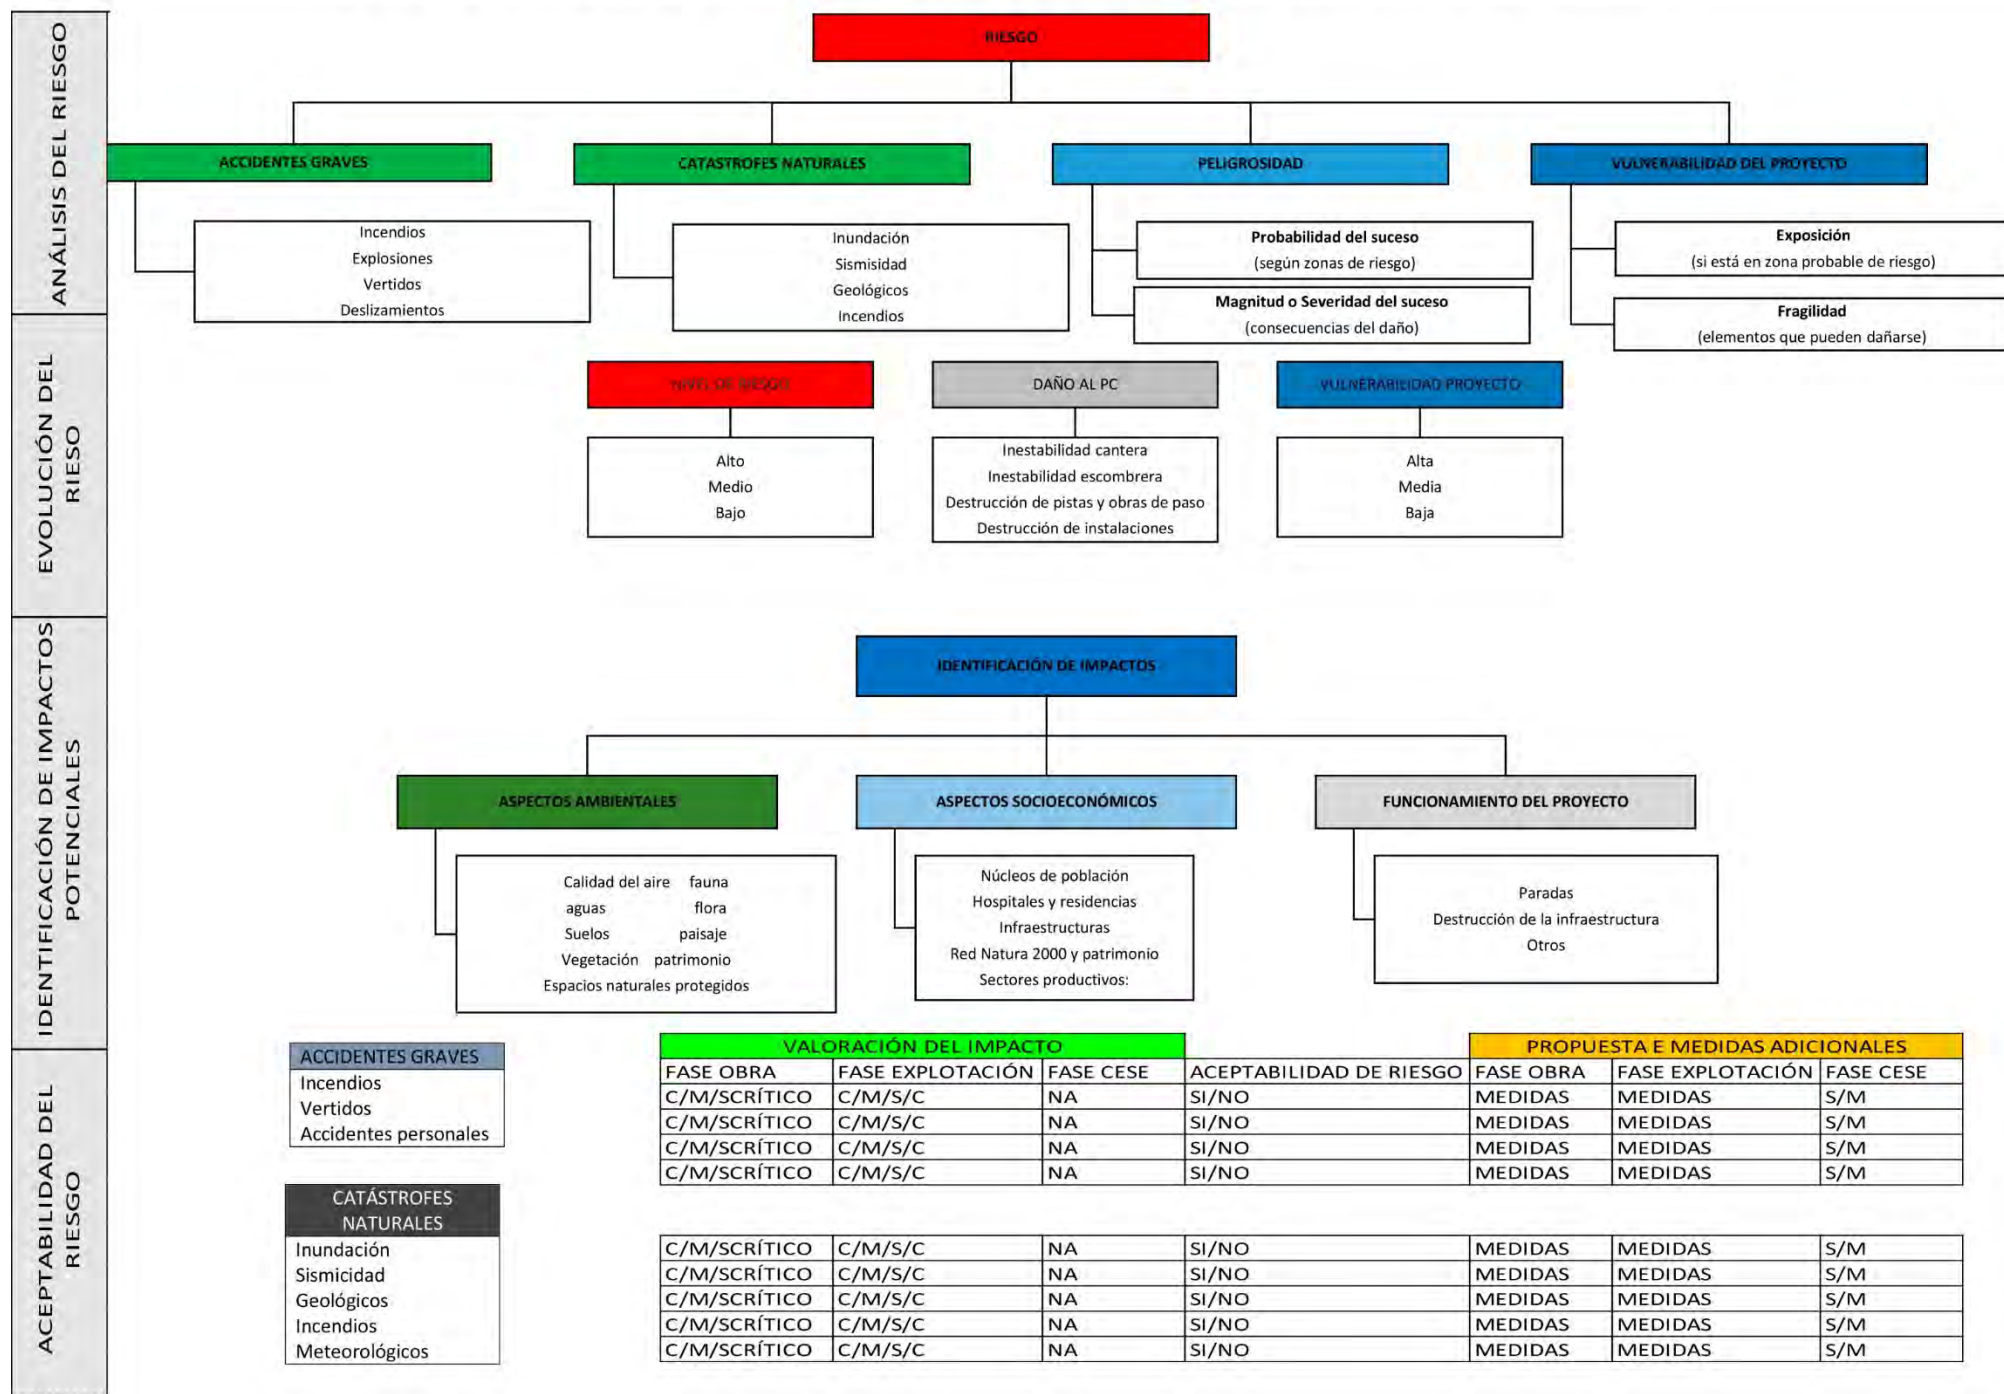 ANÁLISIS DEL RIESGO
RIESGO
ACCIDENTES GRAVES
Incendios
Explosiones
Vertidos
Deslizamientos
CATASTROFES NATURALES
Inundación
Sismisidad
Geológicos
Incendios
PELIGROSIDAD
Probabilidad del suceso
(según zonas de riesgo)
Magnitud o Severidad del suceso
(consecuencias del daño)
VULNERABILIDAD DEL PROYECTO
Exposición
(si está en zona probable de riesgo)
Fragilidad
(elementos que pueden dañarse)
EVOLUCIÓN DEL
RIESO
NIVEL DE RIESGO
Alto
Medio
Bajo
DAÑO AL PC
Inestabilidad cantera
Inestabilidad escombrera
Destrucción de pistas y obras de paso
Destrucción de instalaciones
VULNERABILIDAD PROYECTO
Alta
Media
Baja
IDENTIFICACIÓN DE IMPACTOS
POTENCIALES
IDENTIFICACIÓN DE IMPACTOS
ASPECTOS AMBIENTALES
Calidad del aire fauna
aguas flora
Suelos paisaje
Vegetación patrimonio
Espacios naturales protegidos
ASPECTOS SOCIOECONÓMICOS
Núcleos de población
Hospitales y residencias
Infraestructuras
Red Natura 2000 y patrimonio
Sectores productivos:
FUNCIONAMIENTO DEL PROYECTO
Paradas
Destrucción de la infraestructura
Otros
ACEPTABILIDAD DEL
RIESGO
ACCIDENTES GRAVES
Incendios
Vertidos
Accidentes personales
CATÁSTROFES
NATURALES
Inundación
Sismicidad
Geológicos
Incendios
Meteorológicos
VALORACIÓN DEL IMPACTO PROPUESTA E MEDIDAS ADICIONALES
FASE OBRA FASE EXPLOTACIÓN FASE CESE ACEPTABILIDAD DE RIESGO FASE OBRA FASE EXPLOTACIÓN FASE CESE
C/M/SCRÍTICO C/M/S/C NA SI/NO MEDIDAS MEDIDAS S/M
C/M/SCRÍTICO C/M/S/C NA SI/NO MEDIDAS MEDIDAS S/M
C/M/SCRÍTICO C/M/S/C NA SI/NO MEDIDAS MEDIDAS S/M
C/M/SCRÍTICO C/M/S/C NA SI/NO MEDIDAS MEDIDAS S/M
C/M/SCRÍTICO C/M/S/C NA SI/NO MEDIDAS MEDIDAS S/M
C/M/SCRÍTICO C/M/S/C NA SI/NO MEDIDAS MEDIDAS S/M
C/M/SCRÍTICO C/M/S/C NA SI/NO MEDIDAS MEDIDAS S/M
C/M/SCRÍTICO C/M/S/C NA SI/NO MEDIDAS MEDIDAS S/M
C/M/SCRÍTICO C/M/S/C NA SI/NO MEDIDAS MEDIDAS S/M